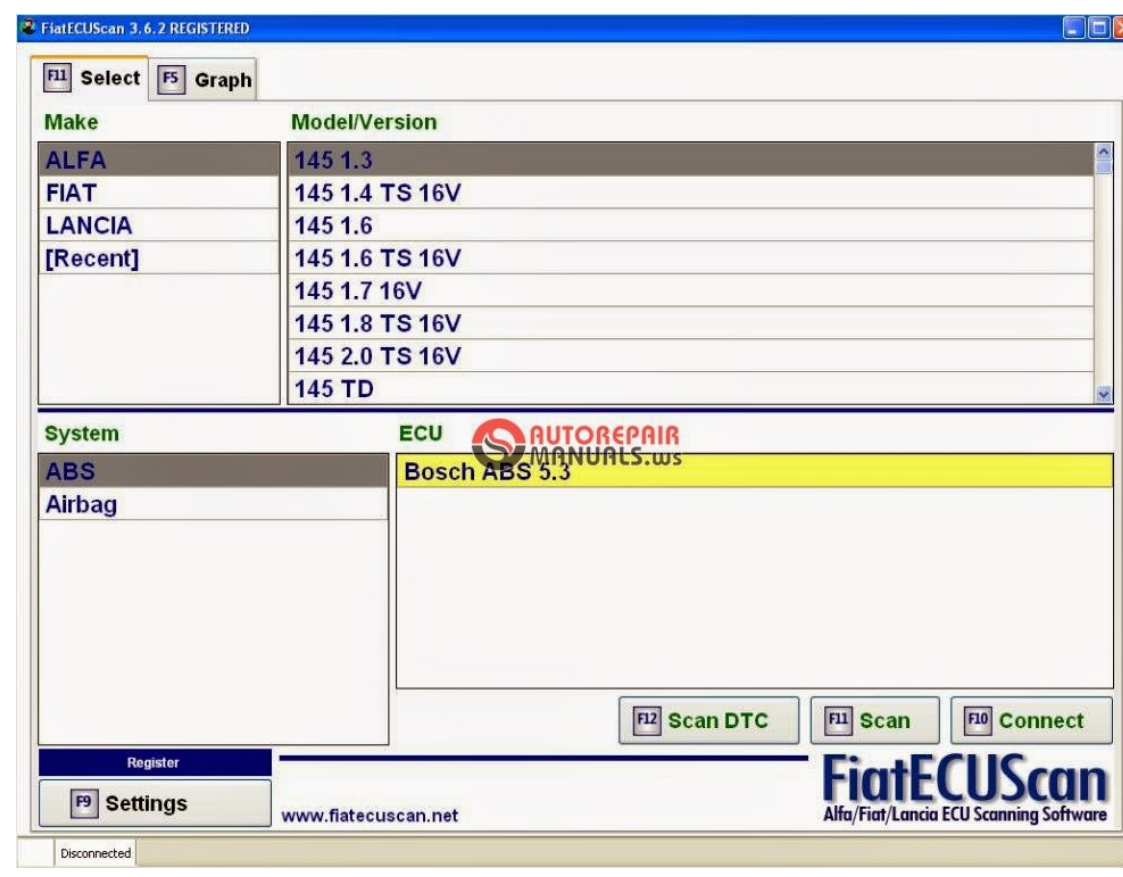 FiatECUScan 3.6.2 REGISTERED
F11 Select F5 Graph
Make Model/Version
ALFA 145 1.3
FIAT 145 1.4 TS 16V
LANCIA 145 1.6
[Recent] 145 1.6 TS 16V
145 1.7 16V
145 1.8 TS 16V
145 2.0 TS 16V
145 TD
System ECU
AUTOREPAIR
MANUALS.ws
ABS Bosch ABS 5.3
Airbag
F12 Scan DTC F11 Scan F10 Connect
Register
F9 Settings
www.fiatecuscan.net
FiatECUScan
Alfa/Fiat/Lancia ECU Scanning Software
Disconnected